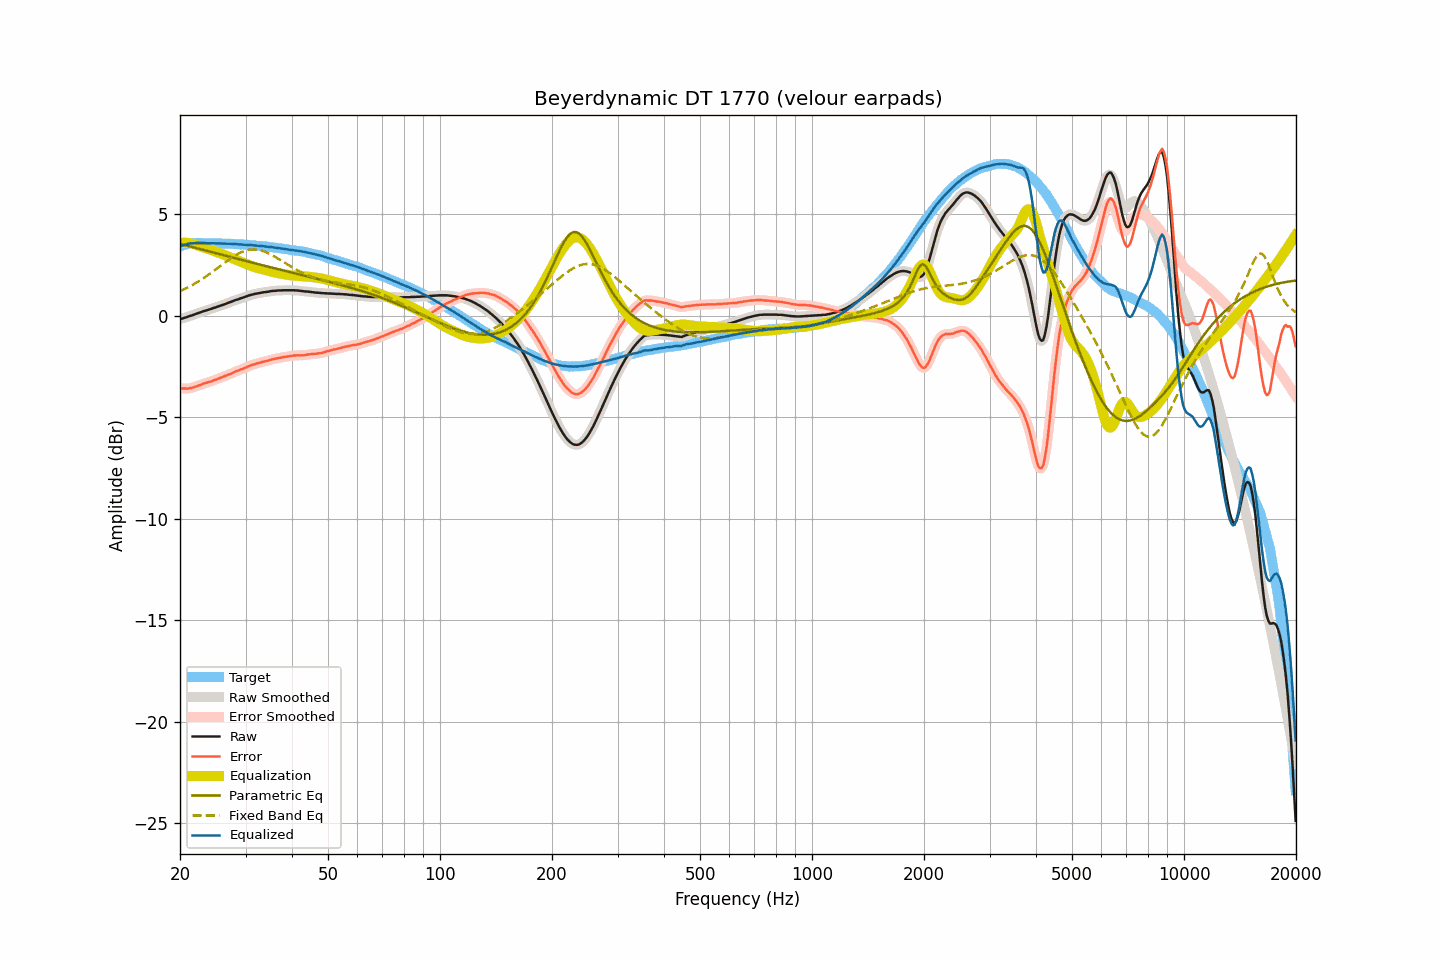 Beyerdynamic DT 1770 (velour earpads)
Amplitude (dBr)
5
0
−5
−10
−15
−20
−25
Target
Raw Smoothed
Error Smoothed
Raw
Error
Equalization
Parametric Eq
Fixed Band Eq
Equalized
20 50 100 200 500 1000 2000 5000 10000 20000
Frequency (Hz)